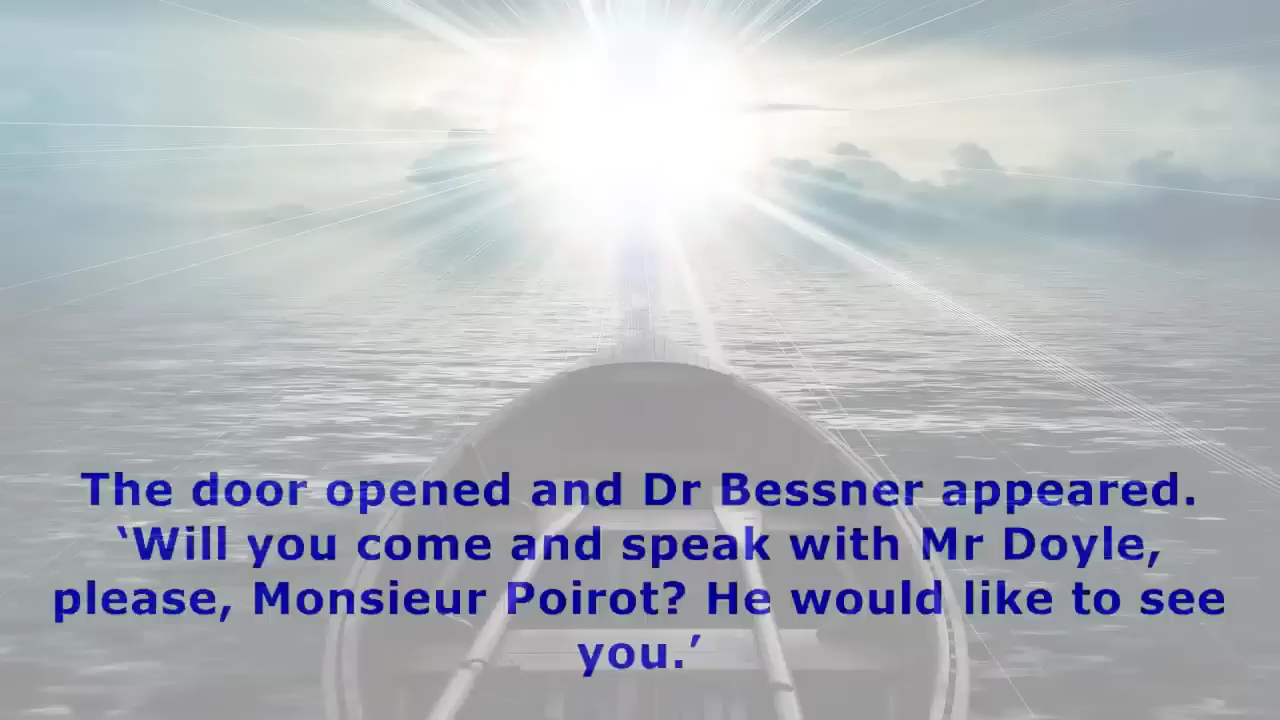 The door opened and Dr Bessner appeared.
‘Will you come and speak with Mr Doyle,
please, Monsieur Poirot? He would like to see
you.’